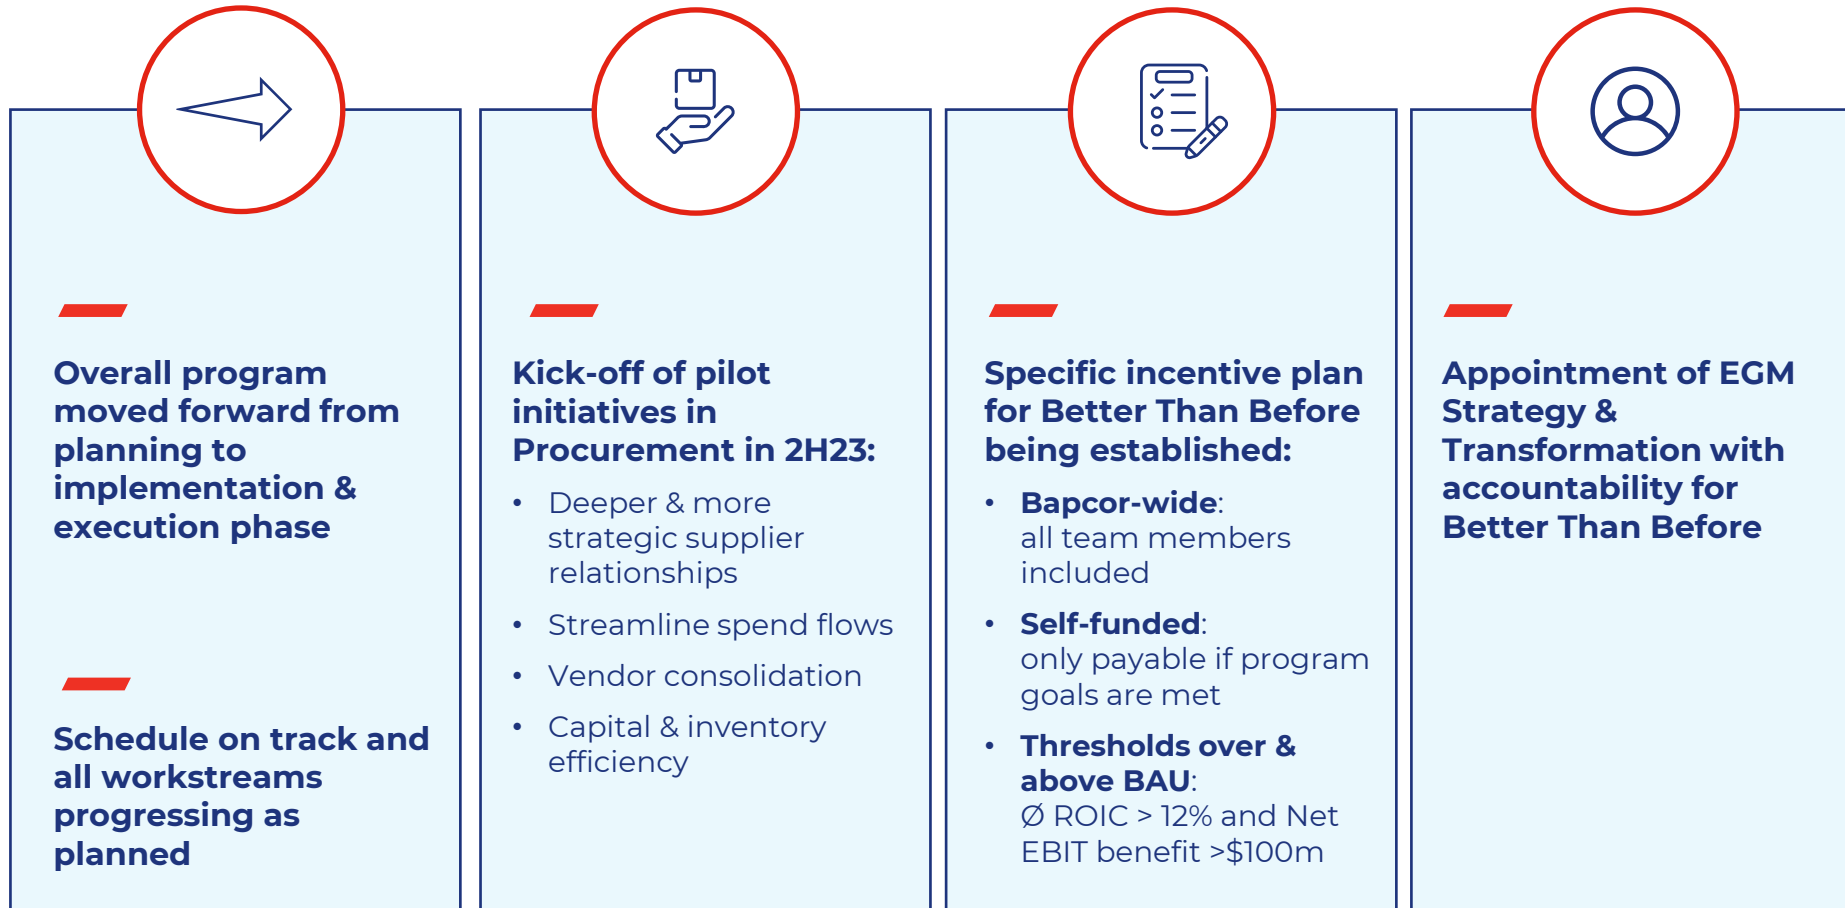 Overall program
moved forward from
planning to
implementation &
execution phase
Schedule on track and
all workstreams
progressing as
planned
Kick-off of pilot
initiatives in
Procurement in 2H23:
• Deeper & more
strategic supplier
relationships
• Streamline spend flows
• Vendor consolidation
• Capital & inventory
efficiency
Specific incentive plan
for Better Than Before
being established:
• Bapcor-wide:
all team members
included
• Self-funded:
only payable if program
goals are met
• Thresholds over &
above BAU:
Ø ROIC > 12% and Net
EBIT benefit >$100m
Appointment of EGM
Strategy &
Transformation with
accountability for
Better Than Before